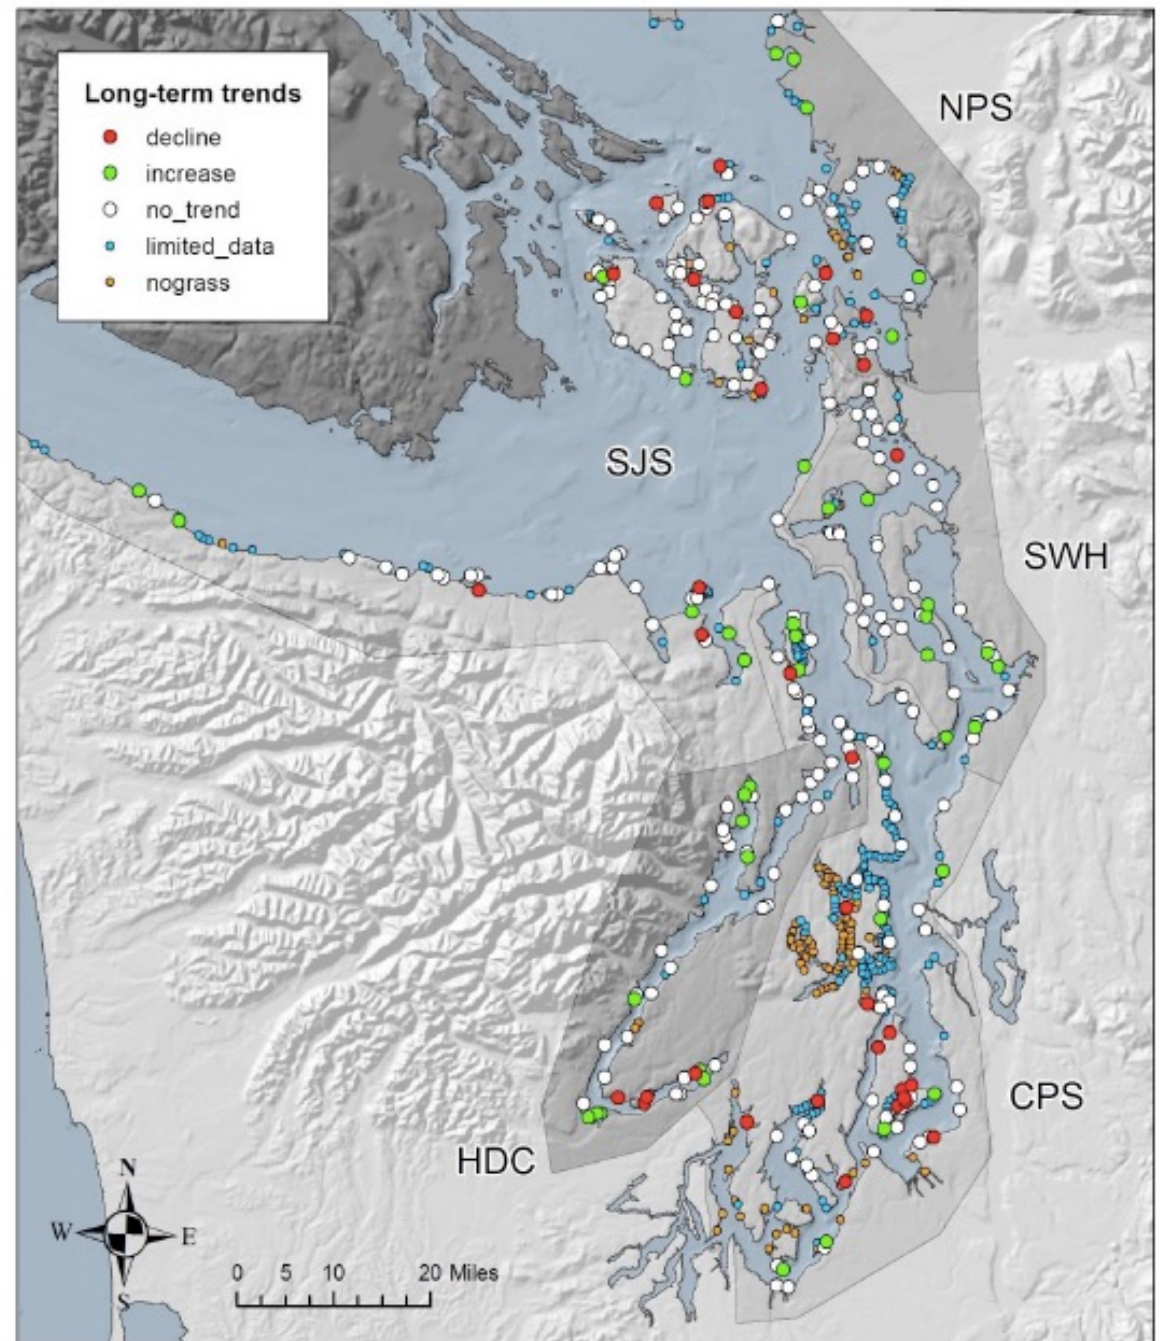 Long-term trends
decline
increase
no_trend
limited_data
nograss
NPS
SJS
SWH
CPS
HDC
N
W E
S
0 5 10 20 Miles